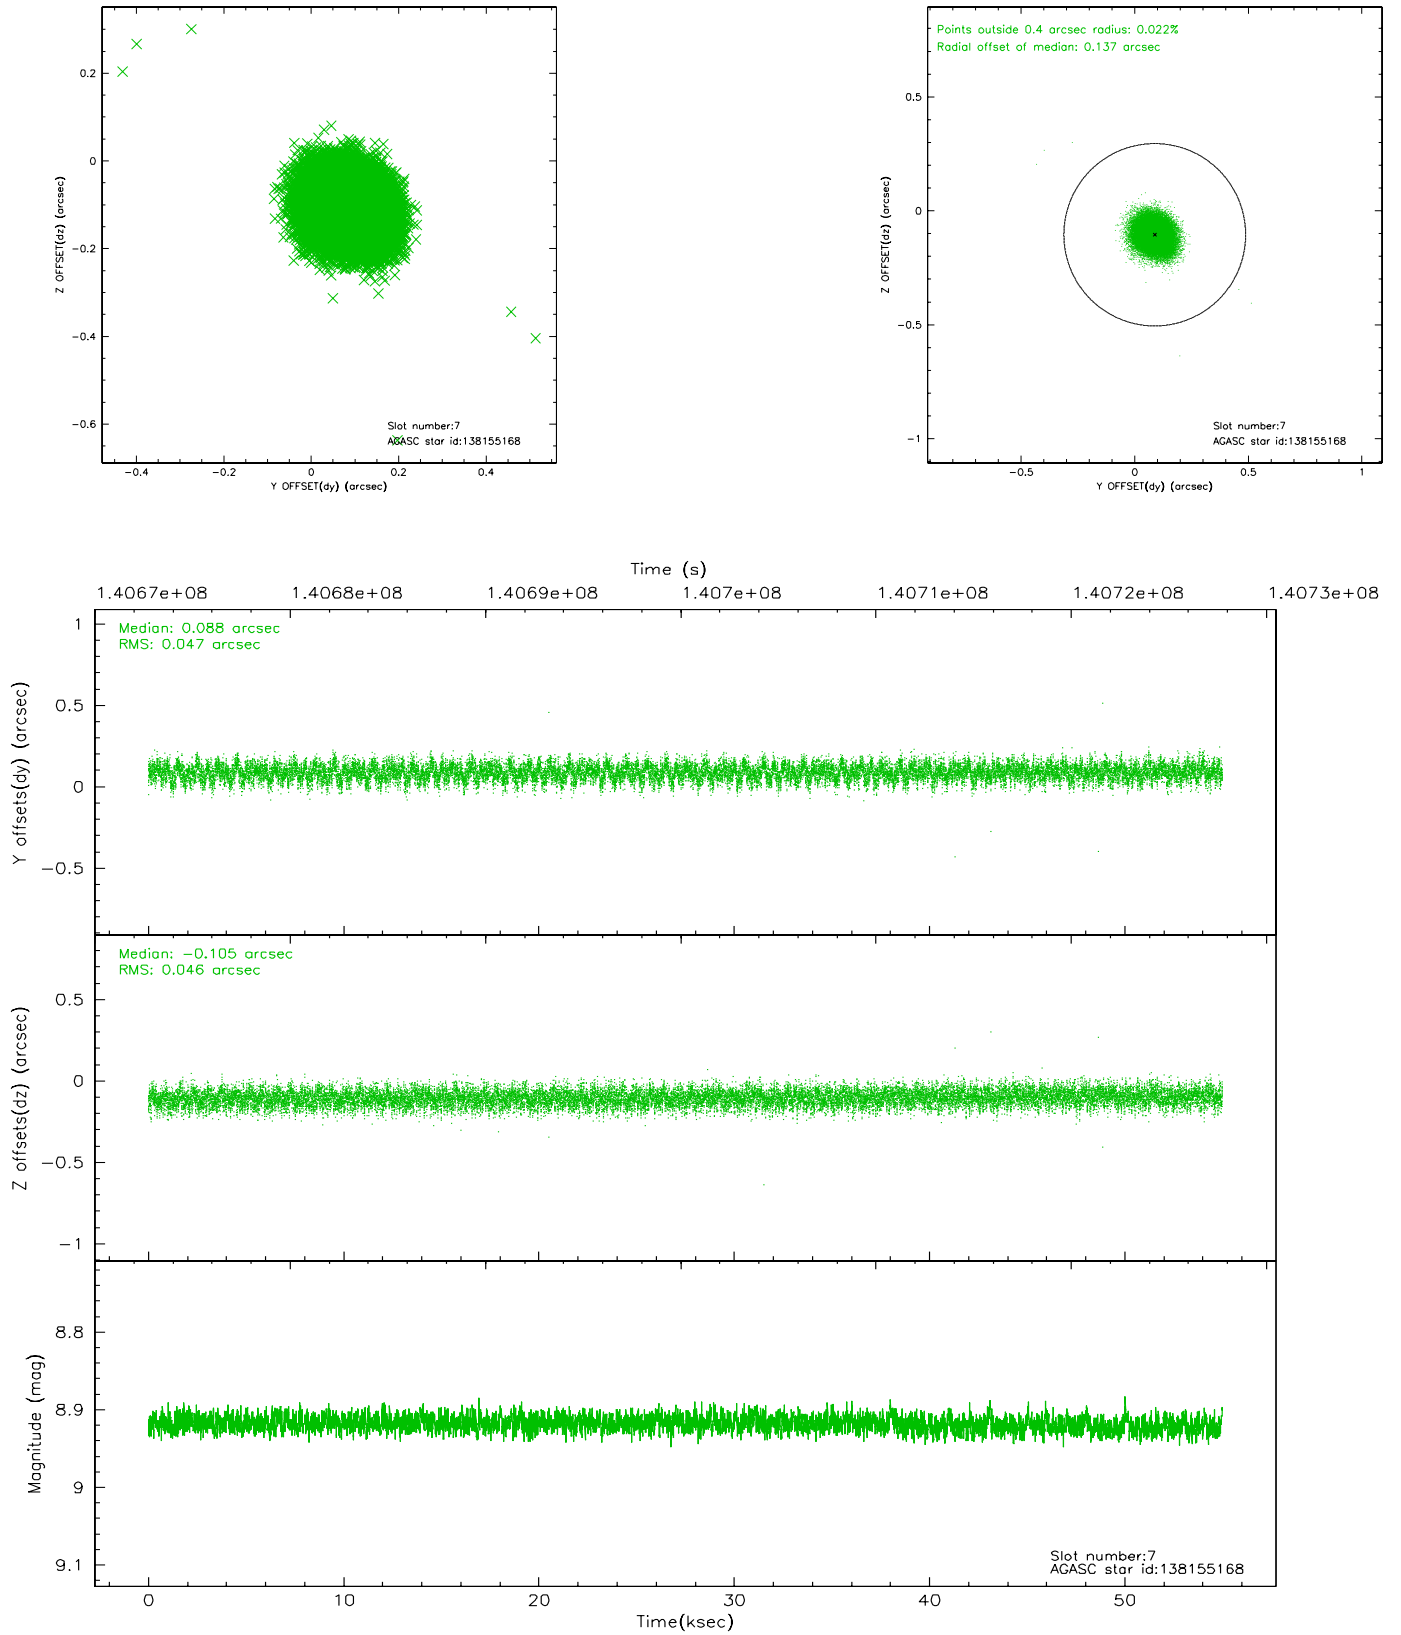 0.2
0
−0.2
−0.4
−0.6
Z OFFSET(dz) (arcsec)
Slot number:7
AGASC star id:138155168
−0.4 −0.2 0 0.2 0.4
Y OFFSET(dy) (arcsec)
Points outside 0.4 arcsec radius: 0.022%
Radial offset of median: 0.137 arcsec
0.5
0
−0.5
−1
Z OFFSET(dz) (arcsec)
Slot number:7
AGASC star id:138155168
−0.5 0 0.5 1
Y OFFSET(dy) (arcsec)
Time (s)
1.4067e+08 1.4068e+08 1.4069e+08 1.407e+08 1.4071e+08 1.4072e+08 1.4073e+08
Median: 0.088 arcsec
RMS: 0.047 arcsec
1
0.5
0
−0.5
Y offsets(dy) (arcsec)
Median: −0.105 arcsec
RMS: 0.046 arcsec
0.5
0
−0.5
−1
Z offsets(dz) (arcsec)
8.8
8.9
9
9.1
Magnitude (mag)
Slot number:7
AGASC star id:138155168
0 10 20 30 40 50
Time(ksec)